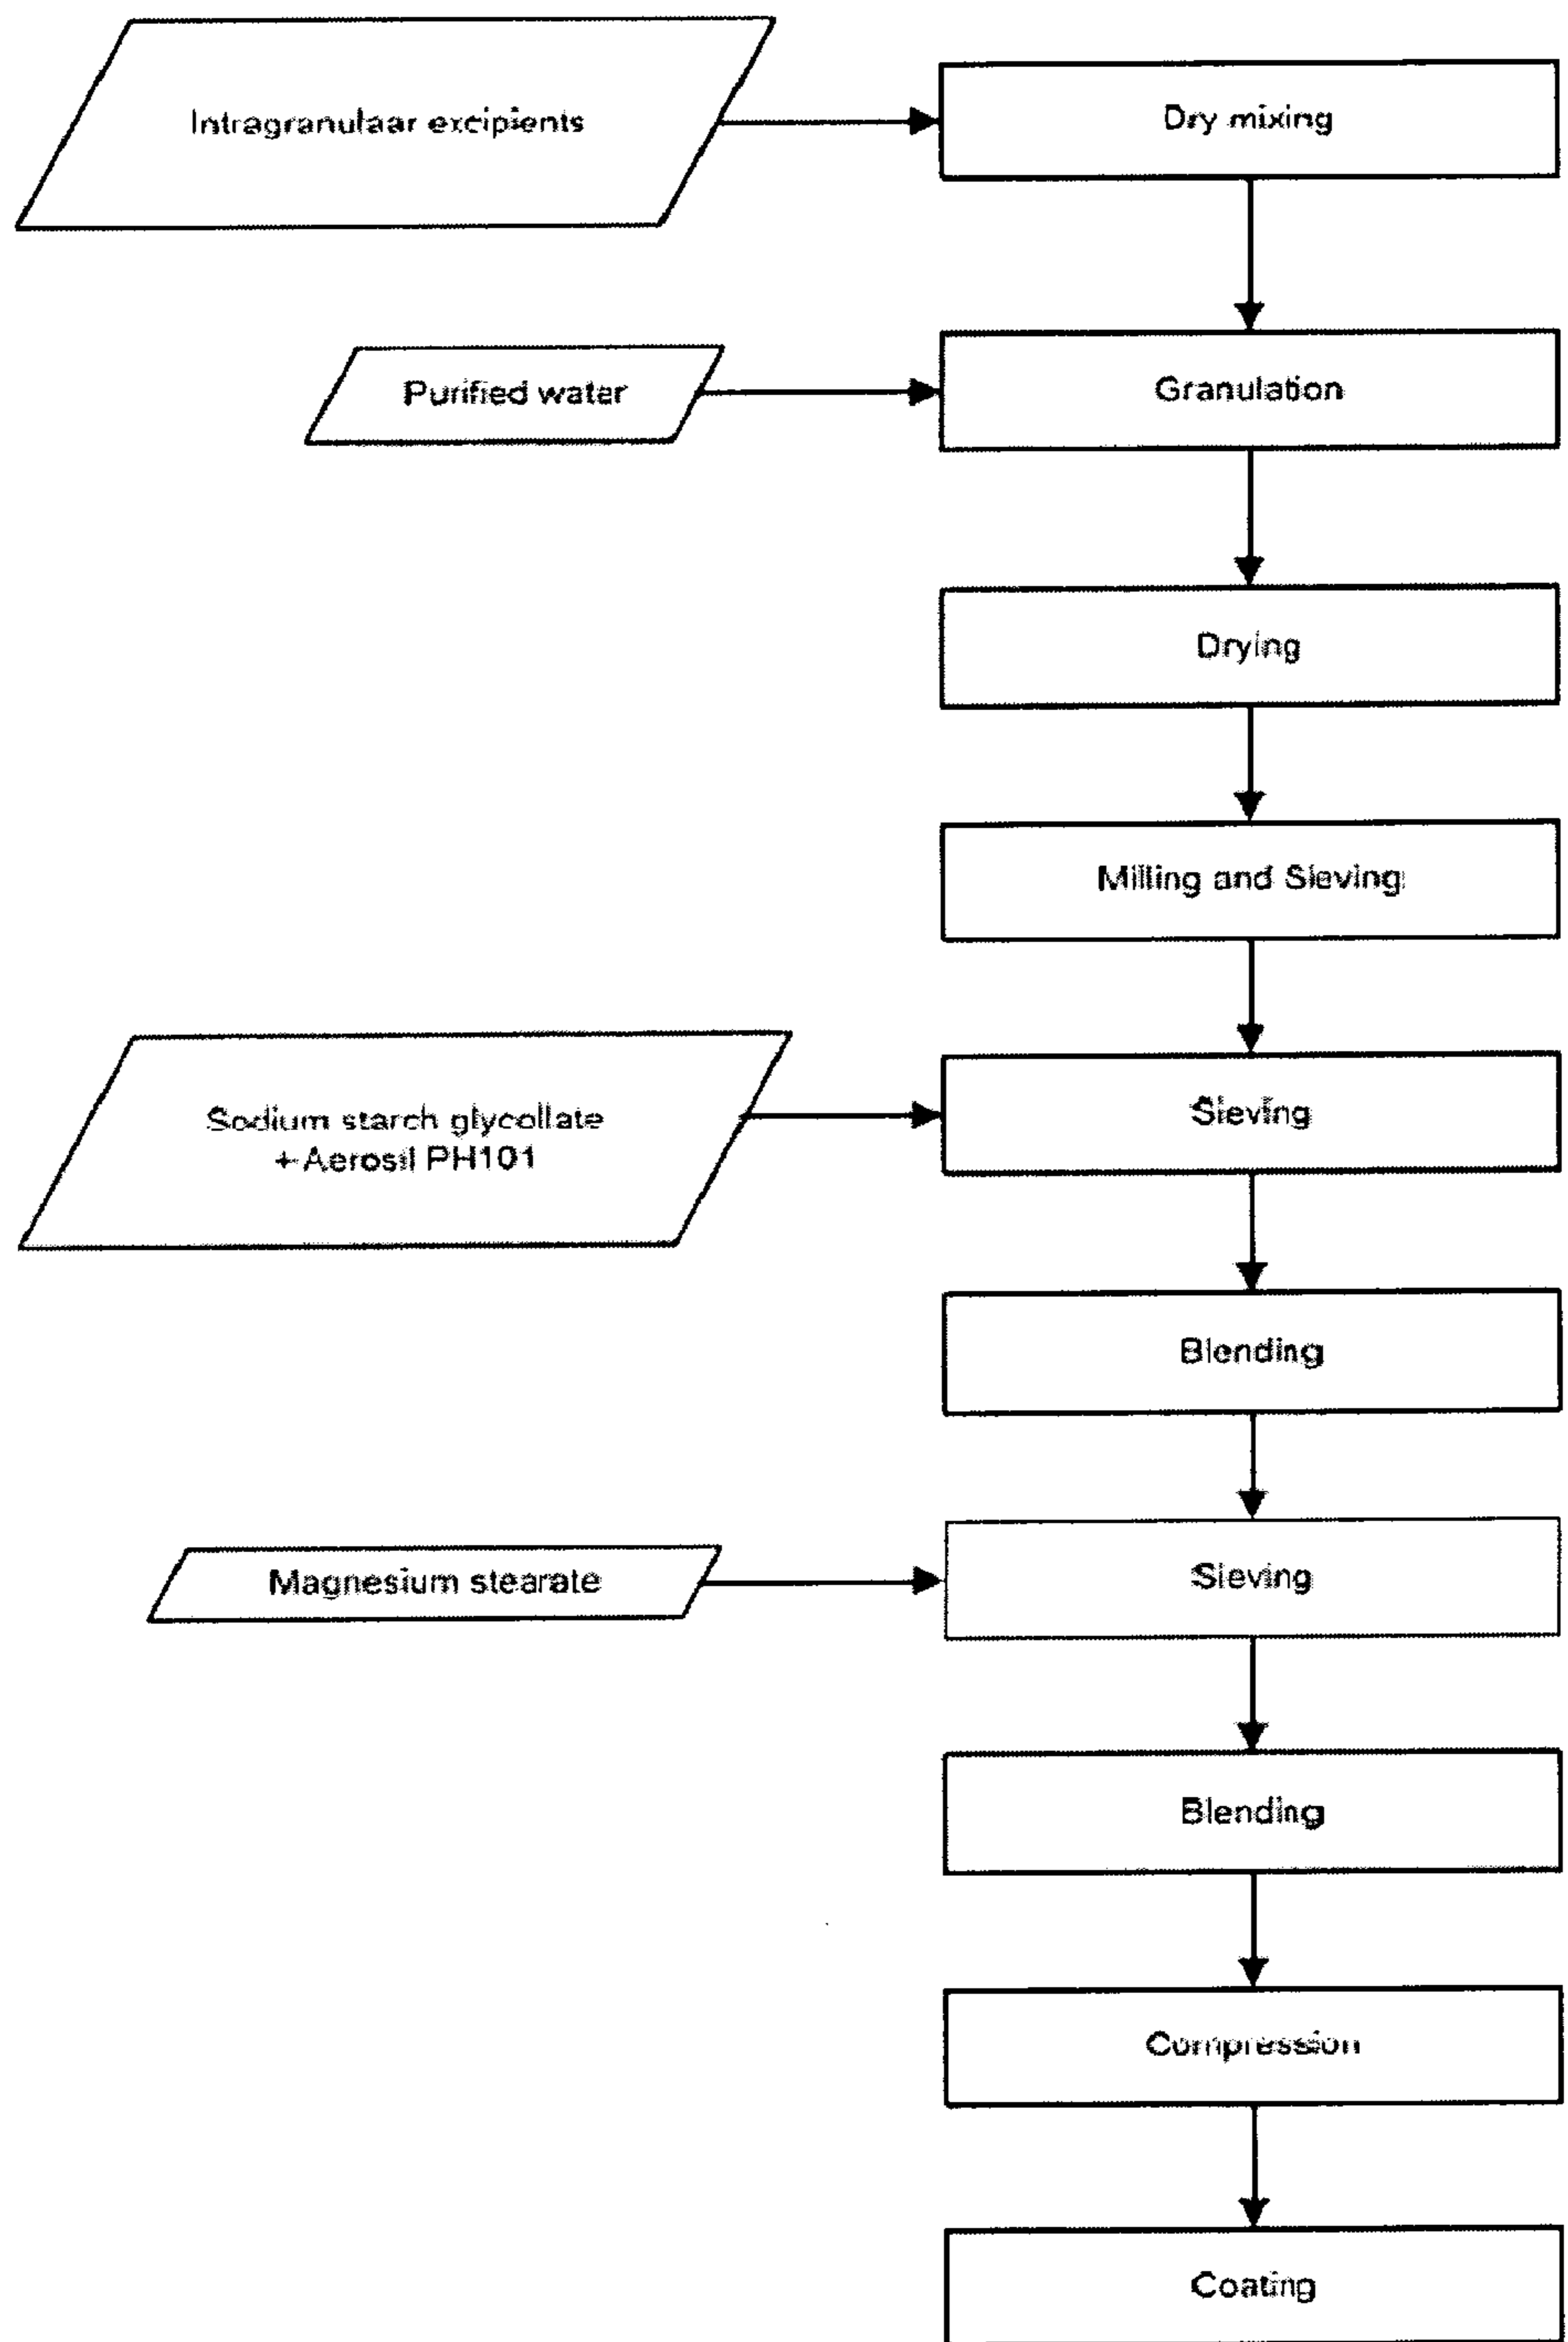 Intragranulaar excipients
Dry mixing
Purified water
Granulation
Drying
Milling and Sieving
Sodium starch glycollate
+ Aerosil PH101
Sieving
Blending
Magnesium stearate
Sieving
Blending
Compression
Coating